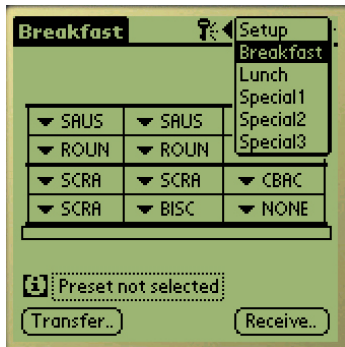 Breakfast
Setup
Breakfast
Lunch
Special1
Special2
Special3
SAUS SAUS
ROUN ROUN
SCRA SCRA CBAC
SCRA BISC NONE
Preset not selected
Transfer.. Receive..